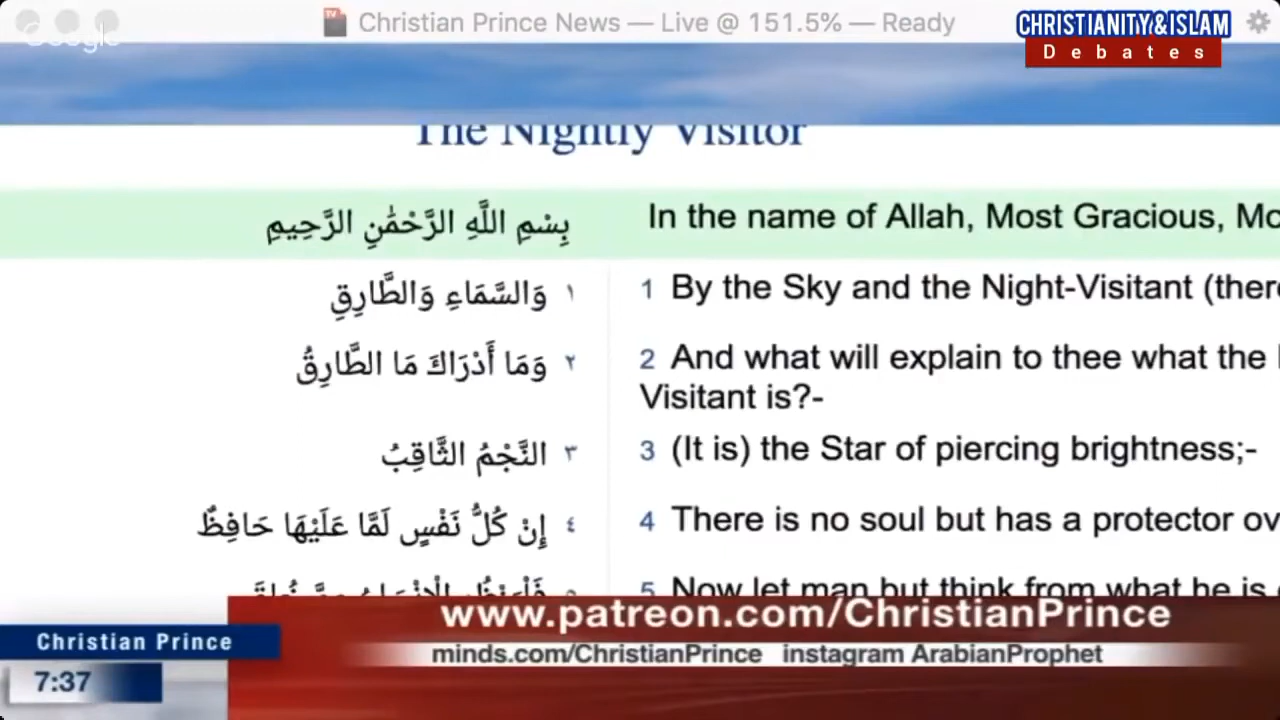 Christian Prince News — Live @ 151.5% — Ready
Google
CHRISTIANITY&ISLAM
Debates
The Nightly Visitor
بِسْمِ اللَّهِ الرَّحْمَٰنِ الرَّحِيمِ
In the name of Allah, Most Gracious,
١ وَالسَّمَاءِ وَالطَّارِقِ
1 By the Sky and the Night-Visitant
٢ وَمَا أَدْرَاكَ مَا الطَّارِقُ
2 And what will explain to thee what the
Visitant is?-
٣ النَّجْمُ الثَّاقِبُ
3 (It is) the Star of piercing brightness;-
٤ إِنْ كُلُّ نَفْسٍ لَمَّا عَلَيْهَا حَافِظٌ
4 There is no soul but has a protector
5 Now let man but think from what he is
www.patreon.com/ChristianPrince
Christian Prince
minds.com/ChristianPrince instagram ArabianProphet
7:37